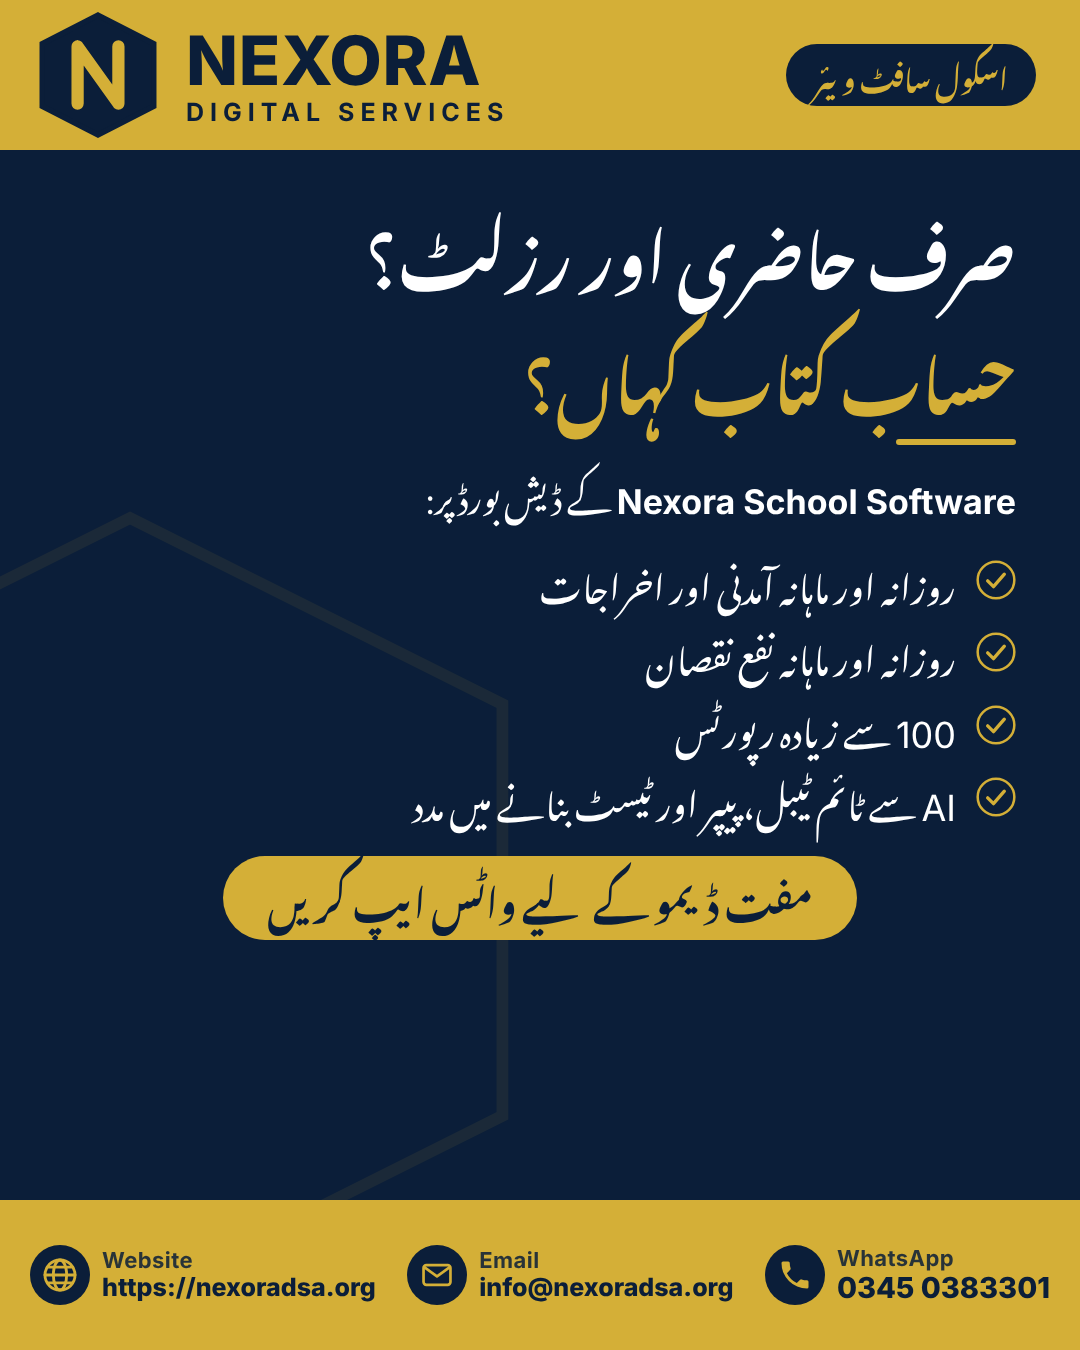 NEXORA
DIGITAL SERVICES
اسکول سافٹ ویئر
صرف حاضری اور رزلٹ؟
حساب کتاب کہاں؟
Nexora School Software کے ڈیش بورڈ پر:
روزانہ اور ماہانہ آمدنی اور اخراجات
روزانہ اور ماہانہ نفع نقصان
100 سے زیادہ رپورٹس
AI سے ٹائم ٹیبل، پیپر اور ٹیسٹ بنانے میں مدد
مفت ڈیمو کے لیے واٹس ایپ کریں
Website
https://nexoradsa.org
Email
info@nexoradsa.org
WhatsApp
0345 0383301